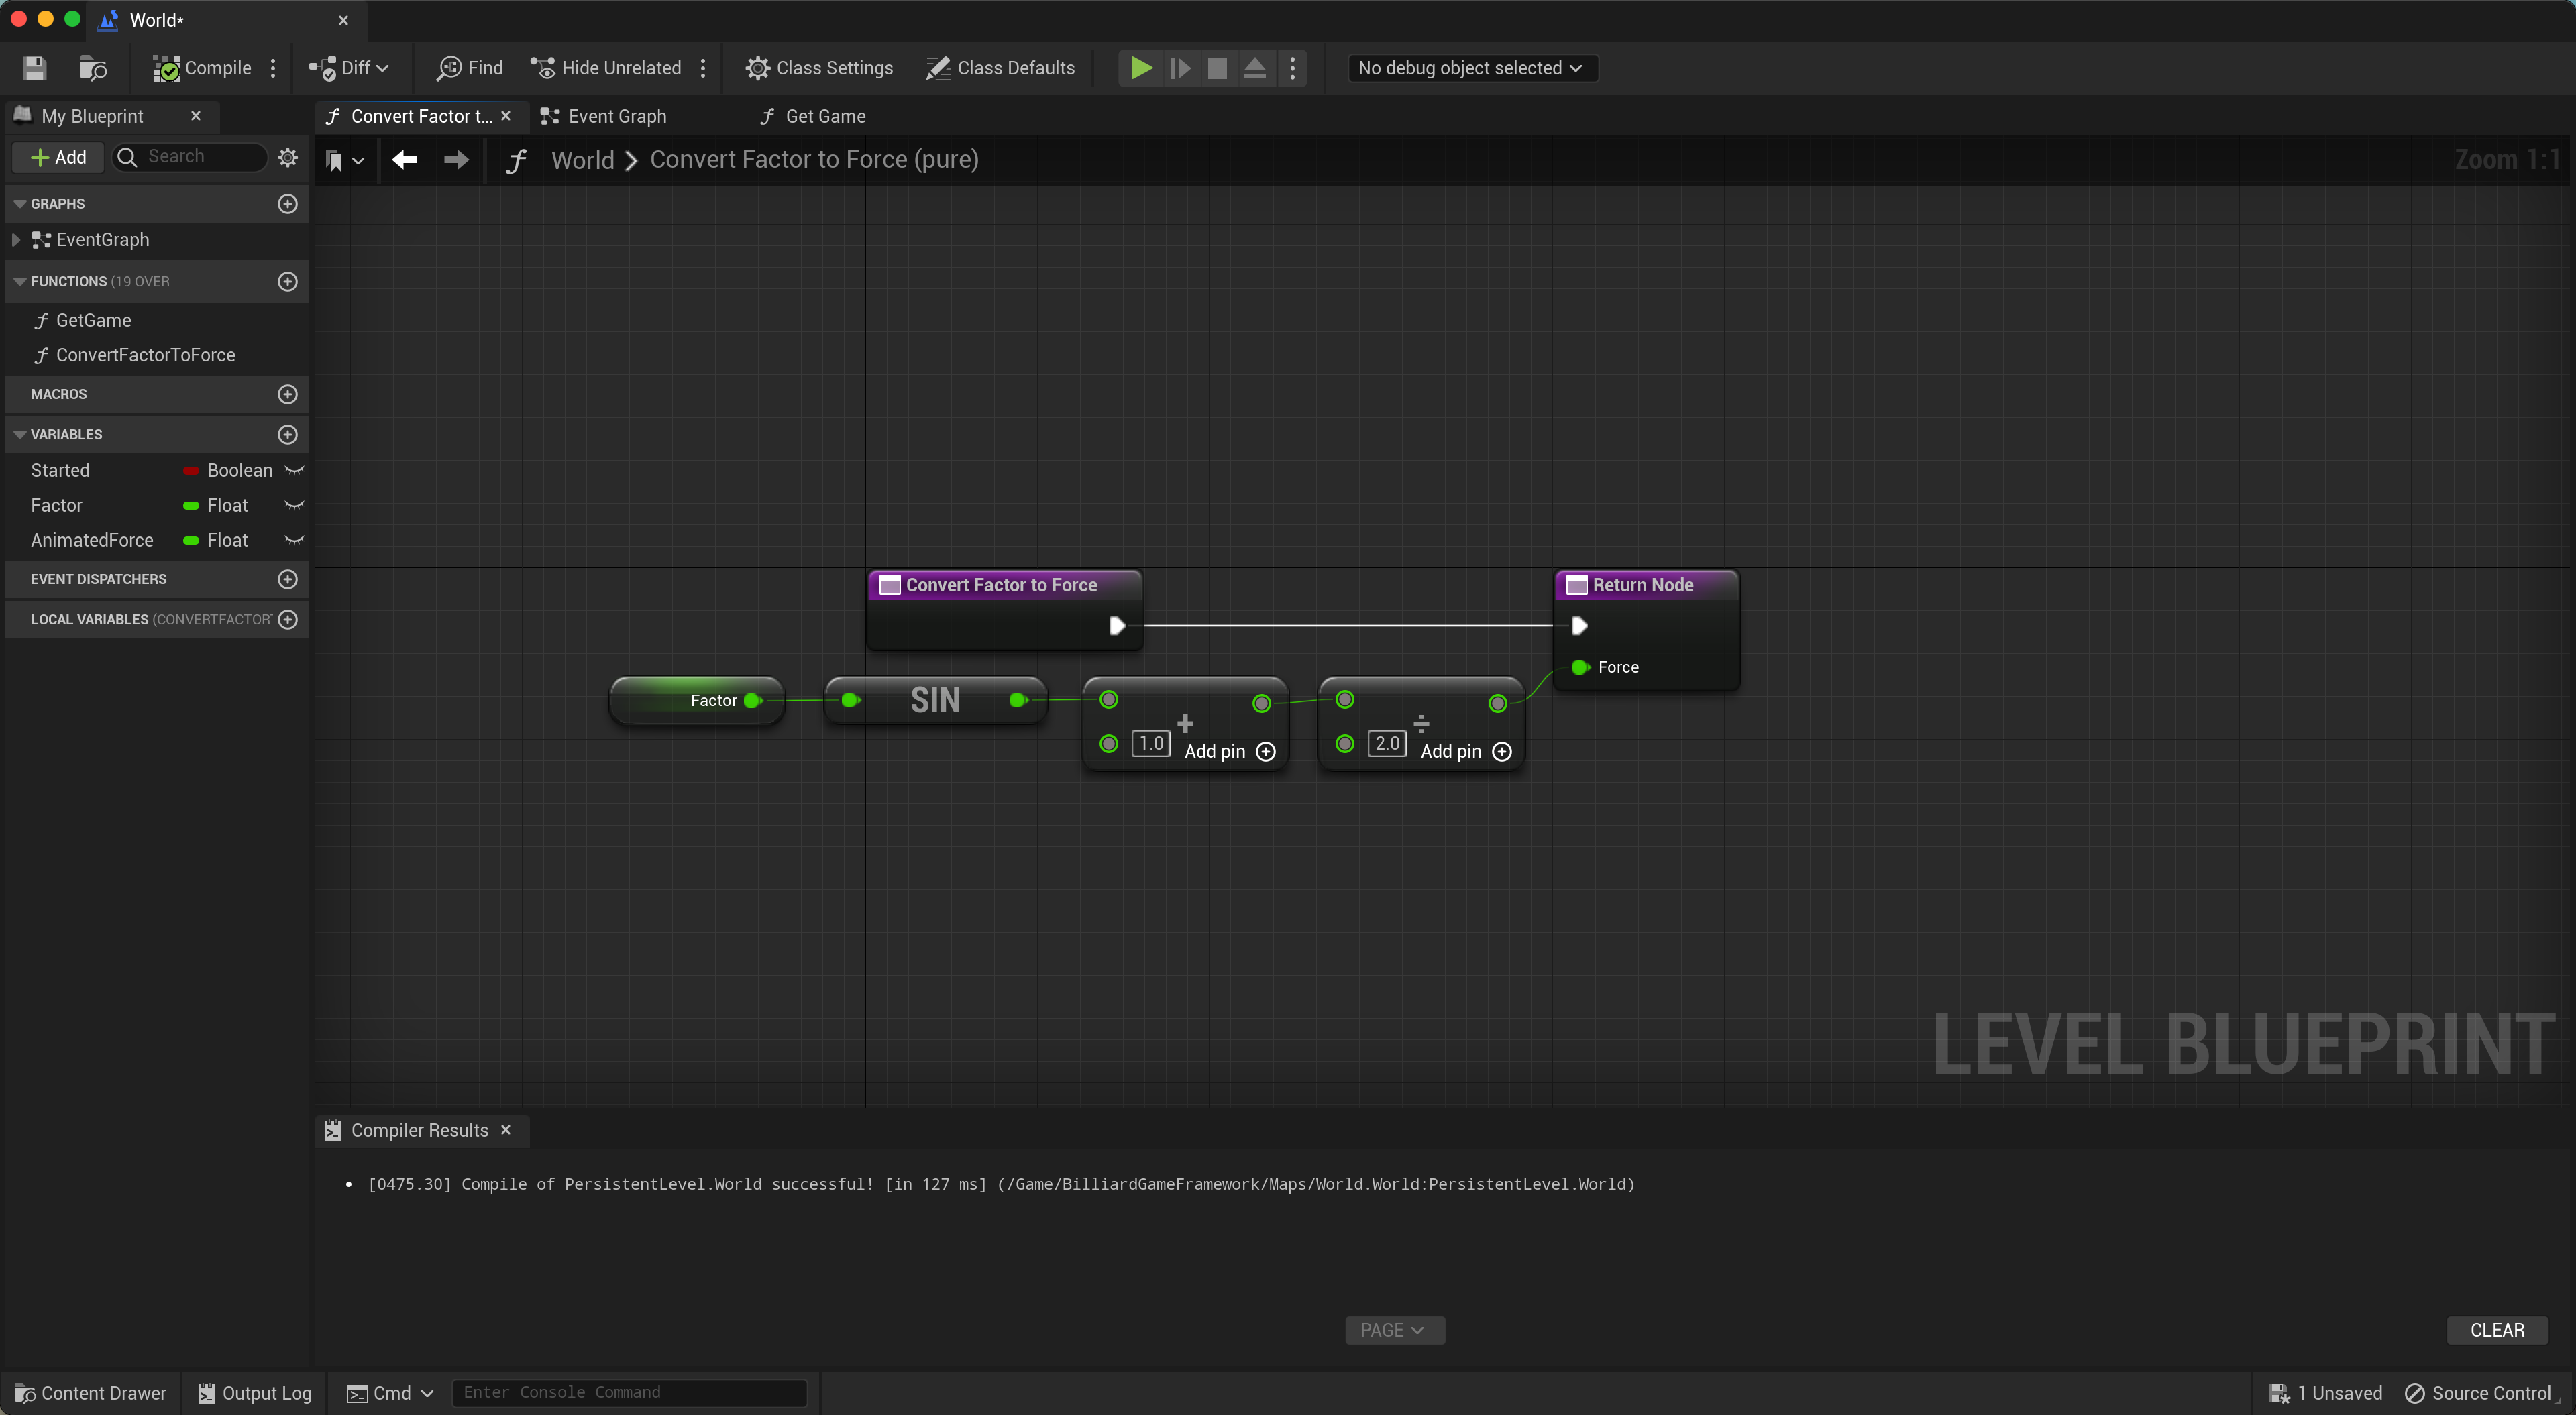 World*
Compile
Diff
Find
Hide Unrelated
Class Settings
Class Defaults
No debug object selected
My Blueprint
Convert Factor t...
Event Graph
Get Game
Add
Search
World
Convert Factor to Force (pure)
Zoom 1:1
GRAPHS
EventGraph
FUNCTIONS (19 OVER
GetGame
ConvertFactorToForce
MACROS
VARIABLES
Started Boolean
Factor Float
AnimatedForce Float
EVENT DISPATCHERS
LOCAL VARIABLES (CONVERTFACTOR
Convert Factor to Force
Return Node
Force
Factor
SIN
1.0
+
Add pin
2.0
÷
Add pin
LEVEL BLUEPRINT
Compiler Results
• [0475.30] Compile of PersistentLevel.World successful! [in 127 ms] (/Game/BilliardGameFramework/Maps/World.World:PersistentLevel.World)
PAGE
CLEAR
Content Drawer
Output Log
Cmd
Enter Console Command
1 Unsaved
Source Control